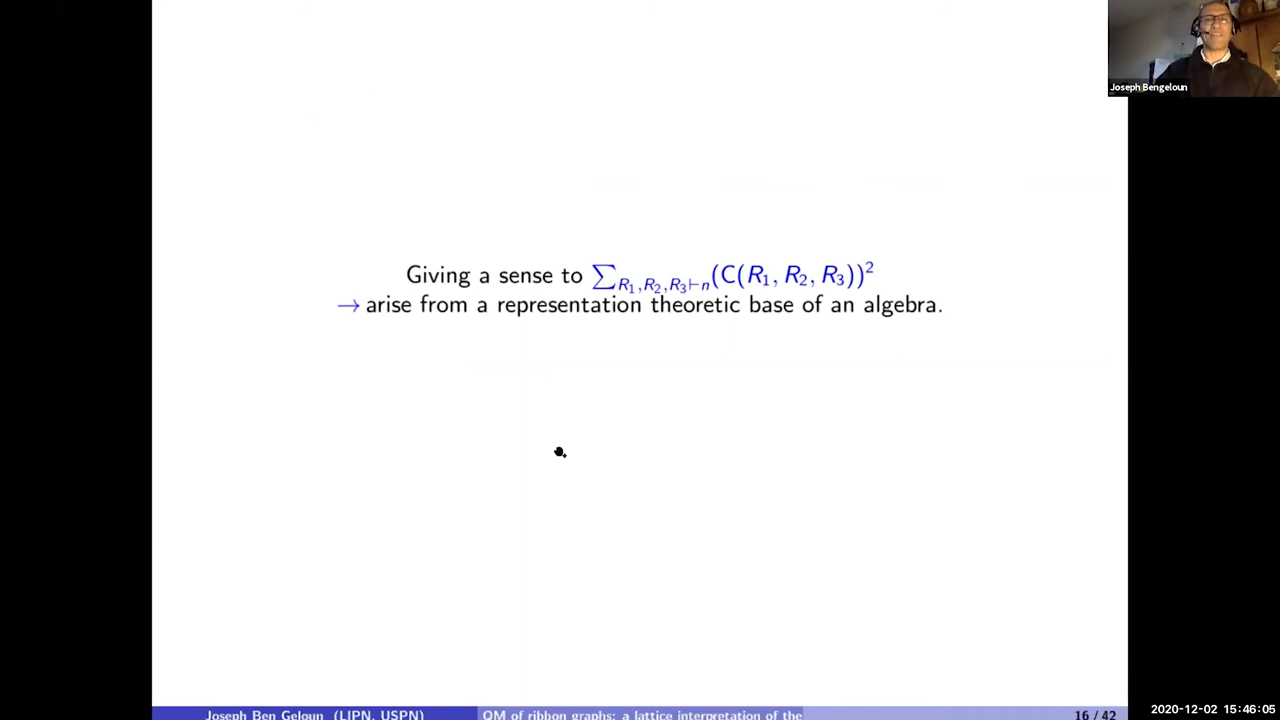 Joseph Bengeloun
Giving a sense to $\sum_{R_1,R_2,R_3 \vdash n} (C(R_1, R_2, R_3))^2$
→ arise from a representation theoretic base of an algebra.
Joseph Ben Geloun (LIPN, USPN)
QM of ribbon graphs: a lattice interpretation of the
16 / 42
2020-12-02 15:46:05